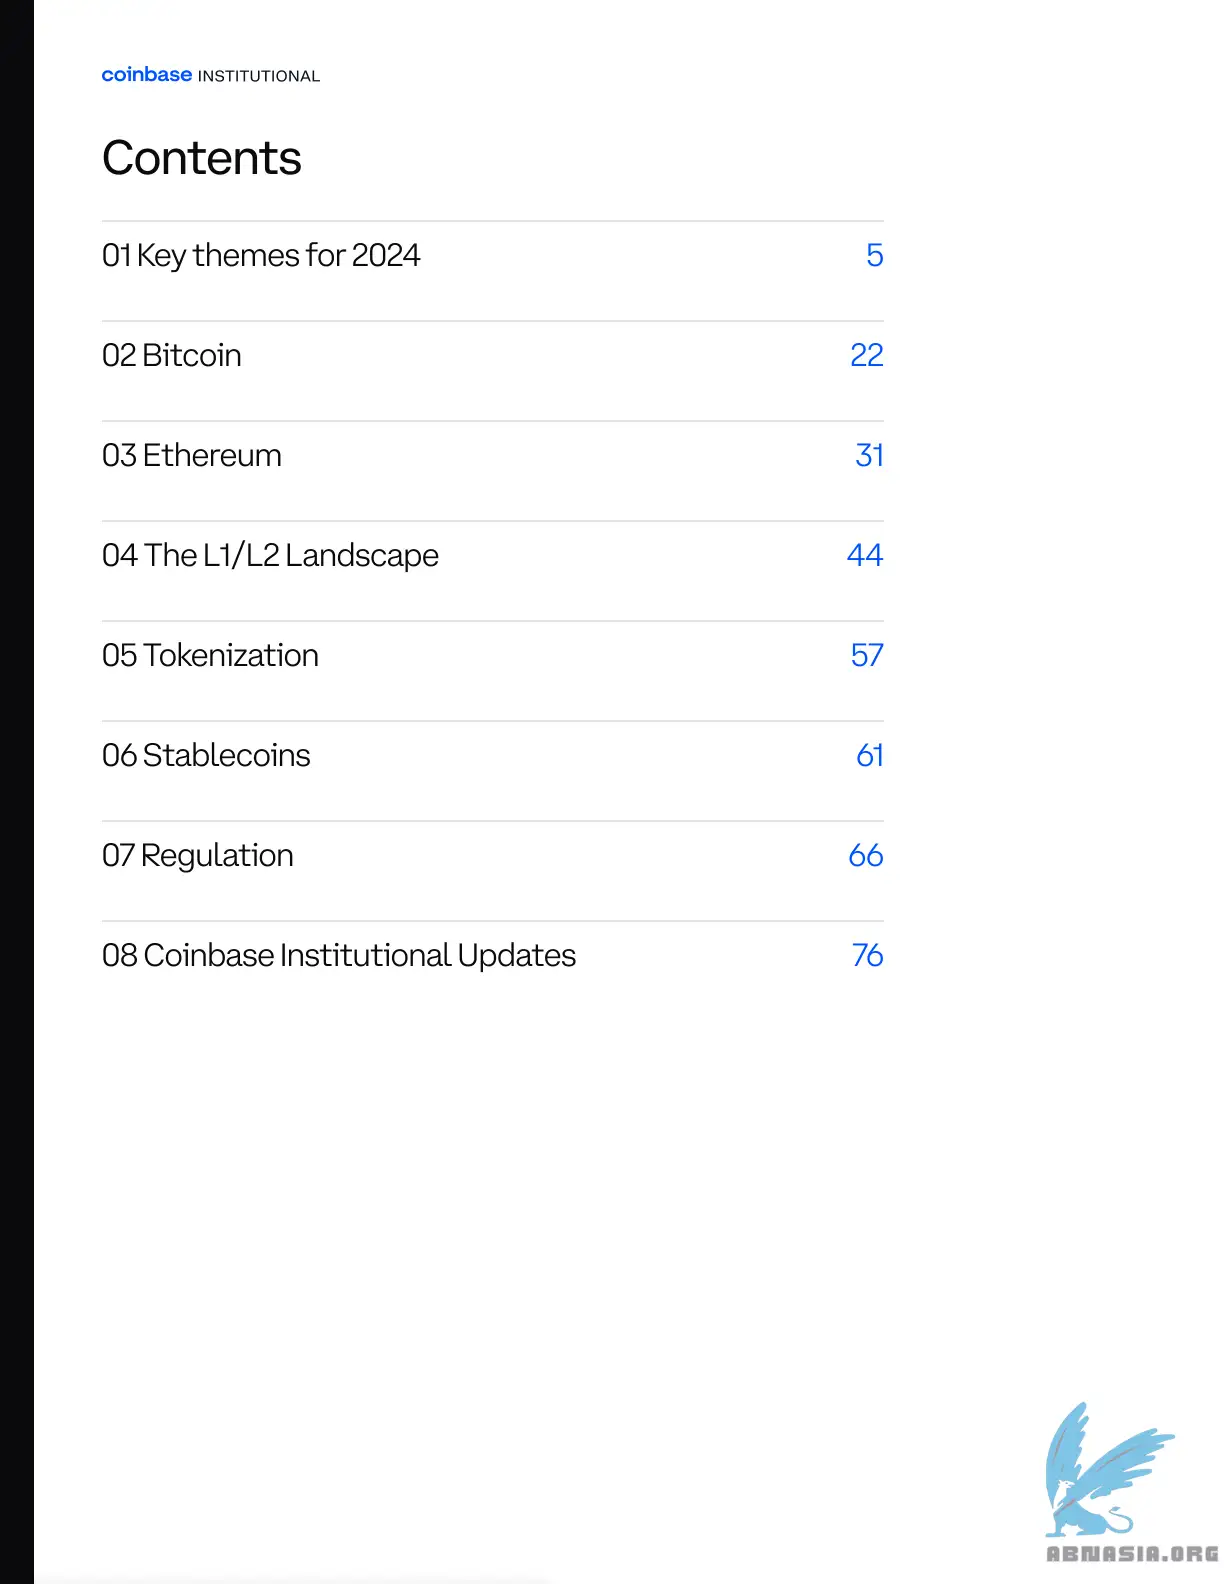 coinbase INSTITUTIONAL
Contents
01 Key themes for 2024 5
02 Bitcoin 22
03 Ethereum 31
04 The L1/L2 Landscape 44
05 Tokenization 57
06 Stablecoins 61
07 Regulation 66
08 Coinbase Institutional Updates 76
ABNASIA.ORG